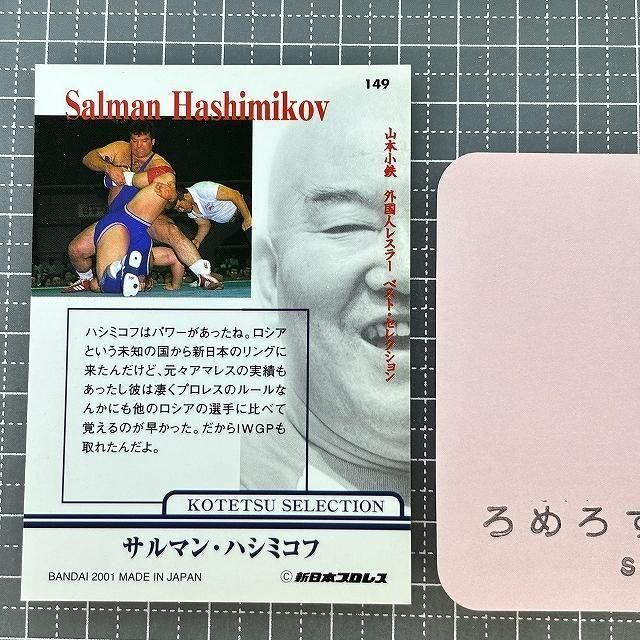 149
Salman Hashimikov
山本小鉄 外国人レスラー ベスト・セレクション
ハシミコフはパワーがあったね。ロシア
という未知の国から新日本のリングに
来たんだけど、元々アマレスの実績も
あったし彼は凄くプロレスのルールな
んかにも他のロシアの選手に比べて
覚えるのが早かった。だからIWGPも
取れたんだよ。
KOTETSU SELECTION
サルマン・ハシミコフ
BANDAI 2001 MADE IN JAPAN
©新日本プロレス
ろめろす
S